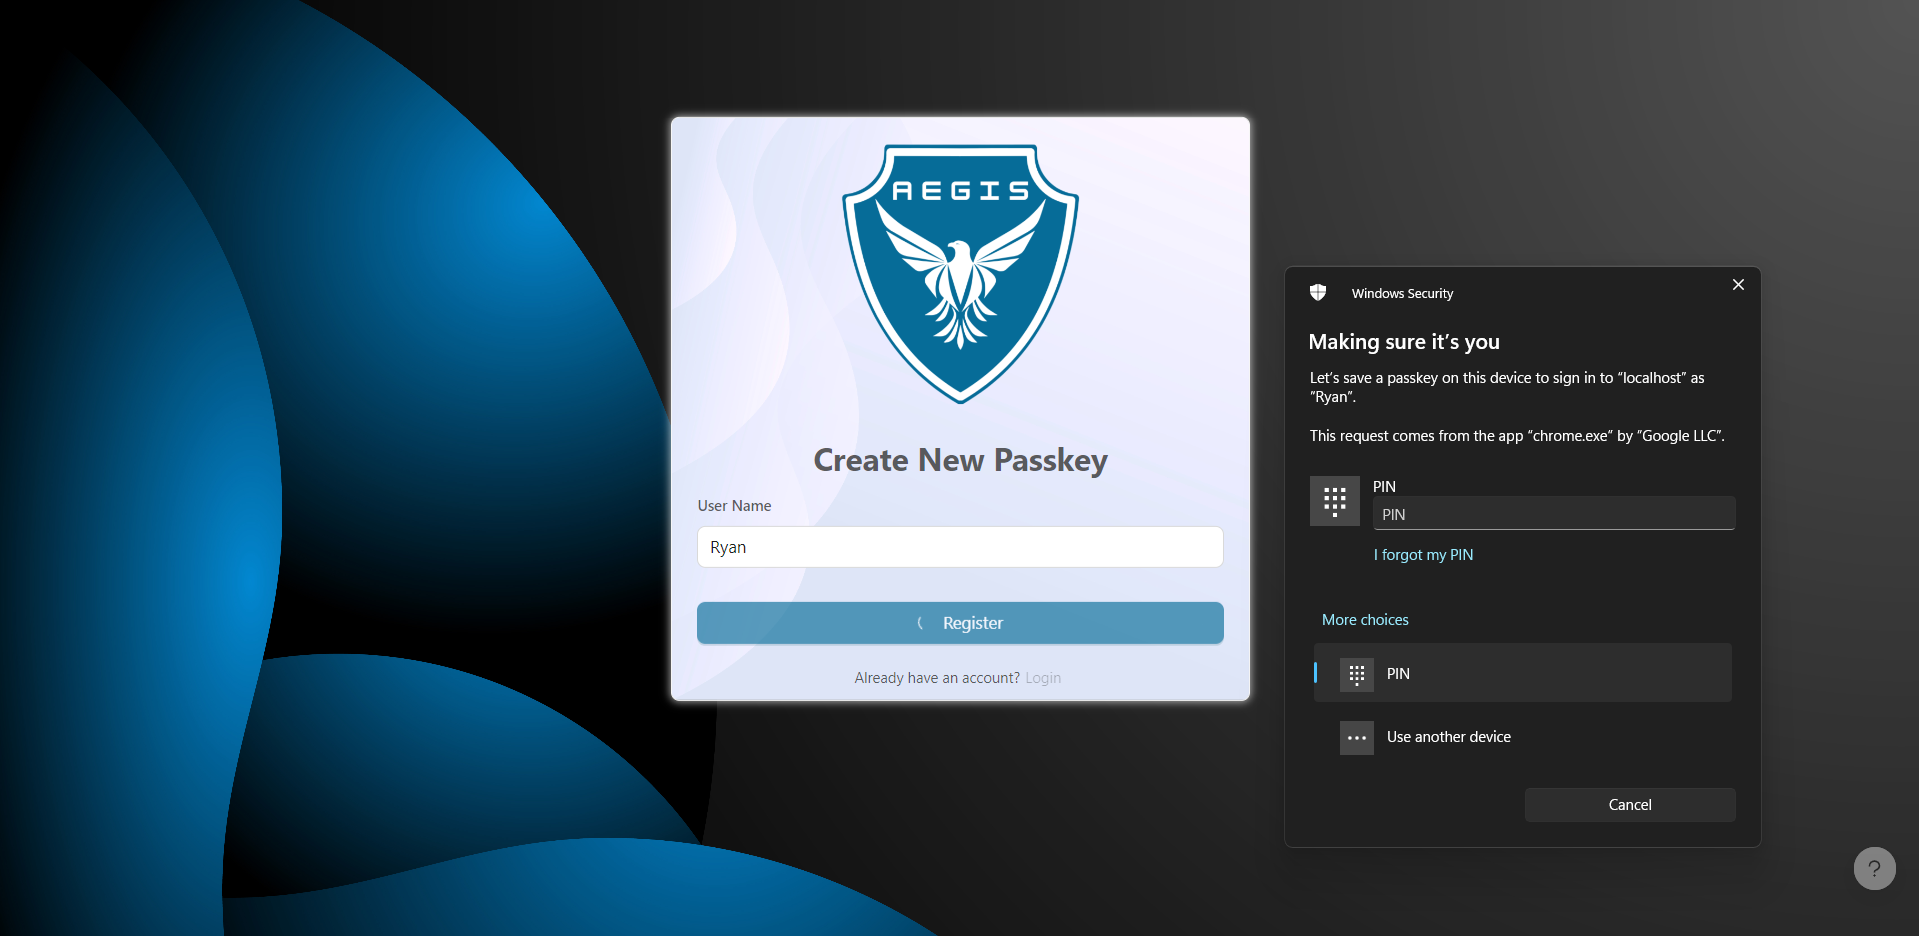 AEGIS
Create New Passkey
User Name
Ryan
Register
Already have an account? Login
Windows Security
Making sure it’s you
Let’s save a passkey on this device to sign in to “localhost” as
”Ryan”.
This request comes from the app “chrome.exe” by ”Google LLC”.
PIN
PIN
I forgot my PIN
More choices
PIN
Use another device
Cancel
?